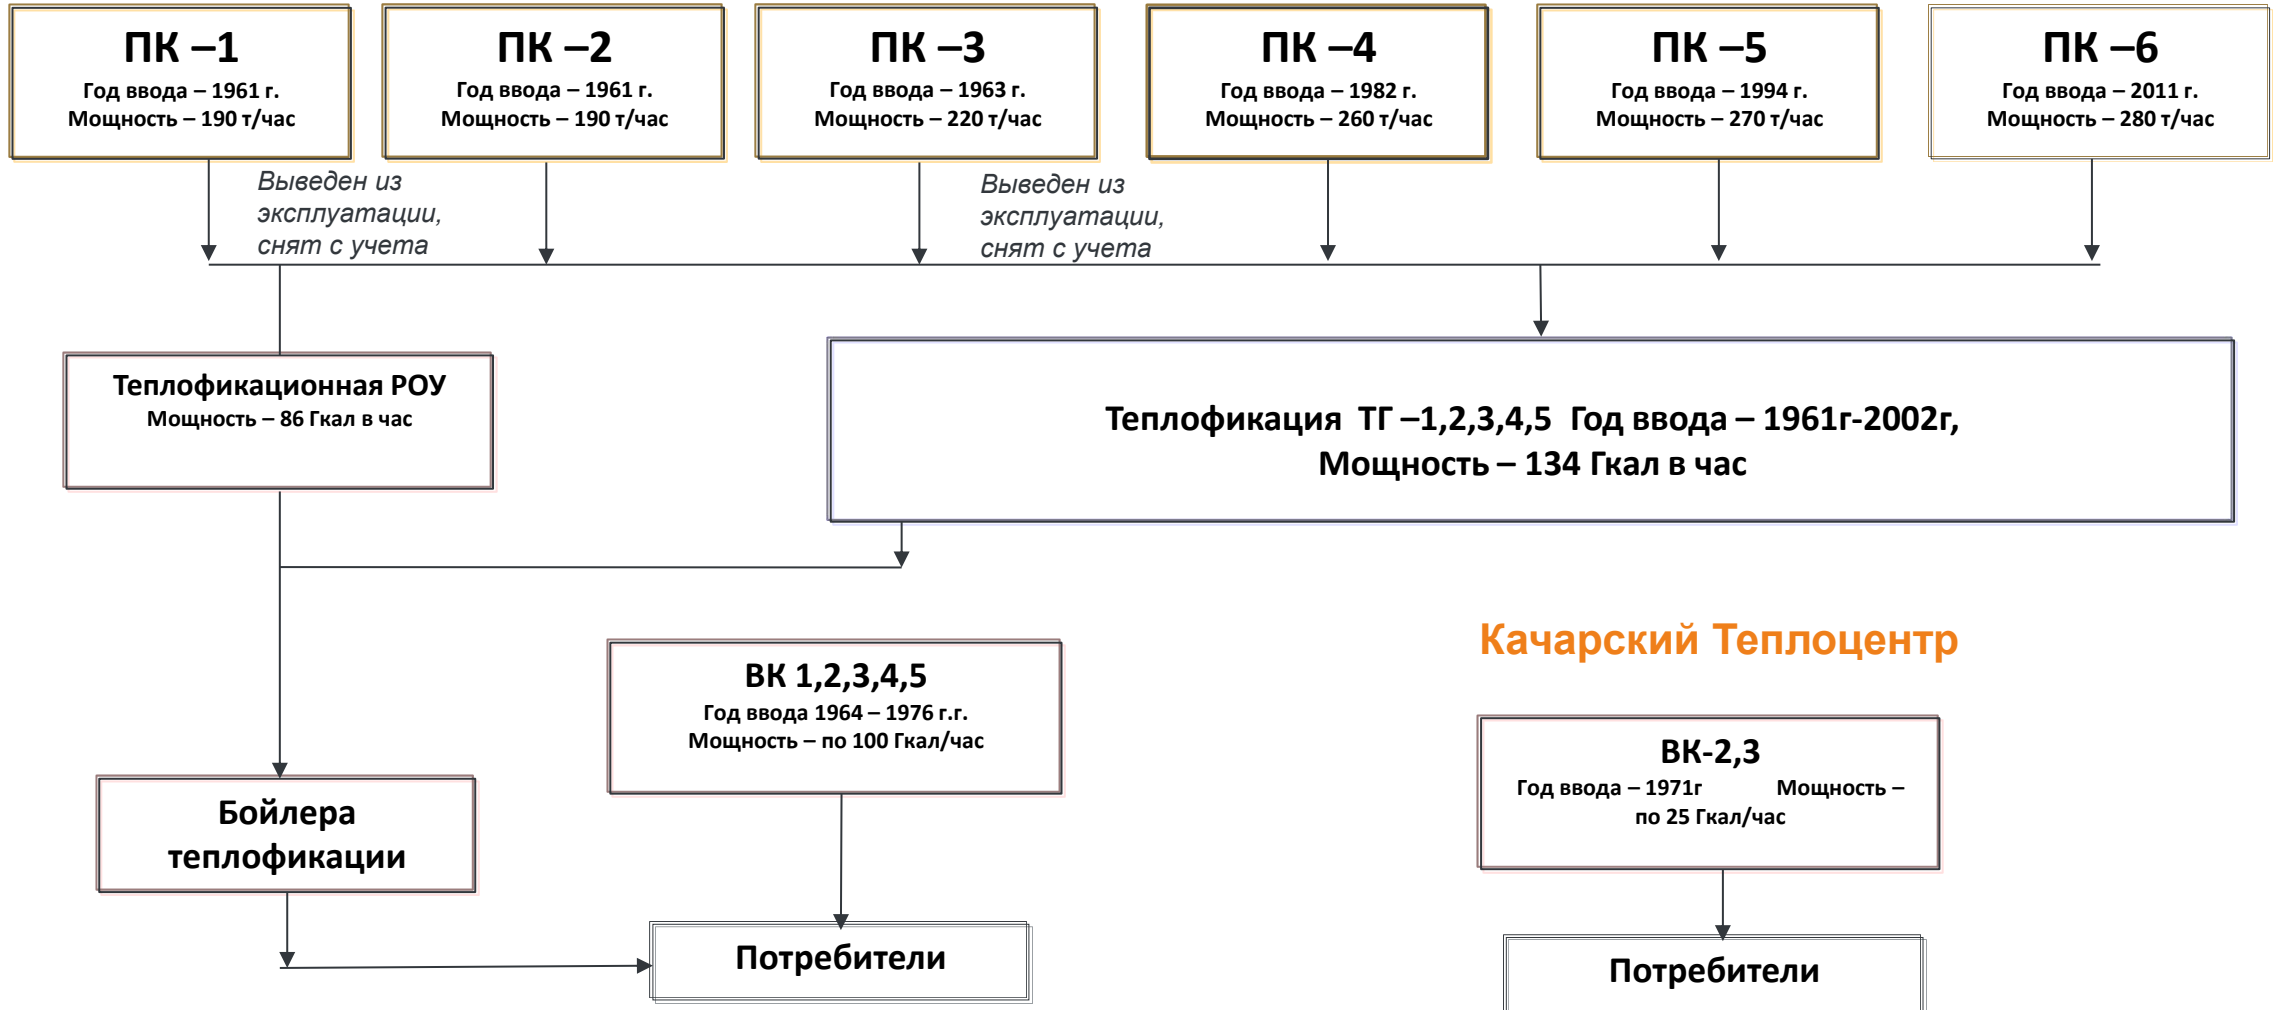 ПК –1
Год ввода – 1961 г.
Мощность – 190 т/час
ПК –2
Год ввода – 1961 г.
Мощность – 190 т/час
ПК –3
Год ввода – 1963 г.
Мощность – 220 т/час
ПК –4
Год ввода – 1982 г.
Мощность – 260 т/час
ПК –5
Год ввода – 1994 г.
Мощность – 270 т/час
ПК –6
Год ввода – 2011 г.
Мощность – 280 т/час
Выведен из
эксплуатации,
снят с учета
Выведен из
эксплуатации,
снят с учета
Теплофикационная РОУ
Мощность – 86 Гкал в час
Теплофикация ТГ –1,2,3,4,5 Год ввода – 1961г-2002г,
Мощность – 134 Гкал в час
ВК 1,2,3,4,5
Год ввода 1964 – 1976 г.г.
Мощность – по 100 Гкал/час
Качарский Теплоцентр
ВК-2,3
Год ввода – 1971г Мощность –
по 25 Гкал/час
Бойлера
теплофикации
Потребители
Потребители